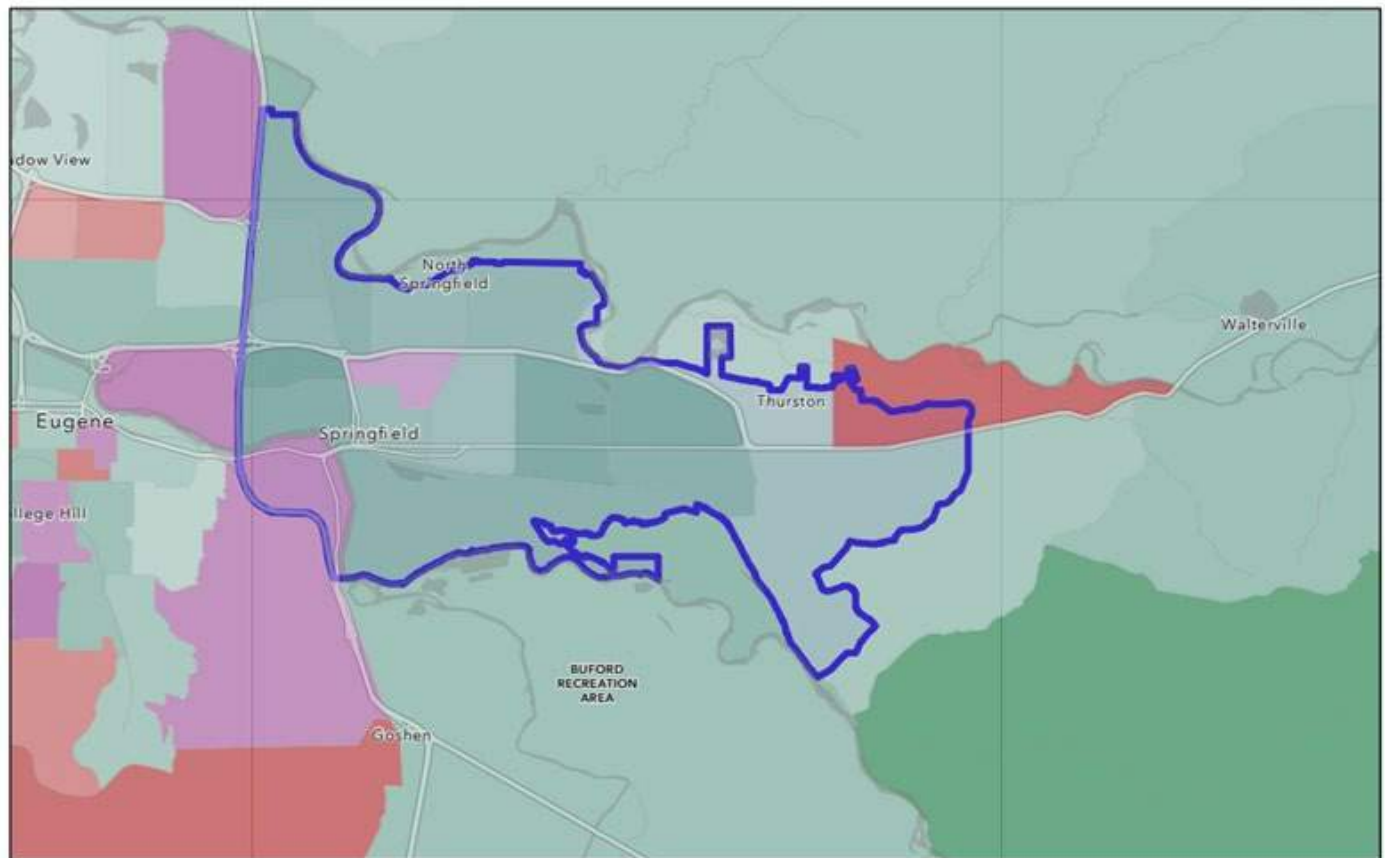 adow View
North
Springfield
Walterville
Thurston
Eugene
Springfield
llege Hill
BUFORD
RECREATION
AREA
Goshen